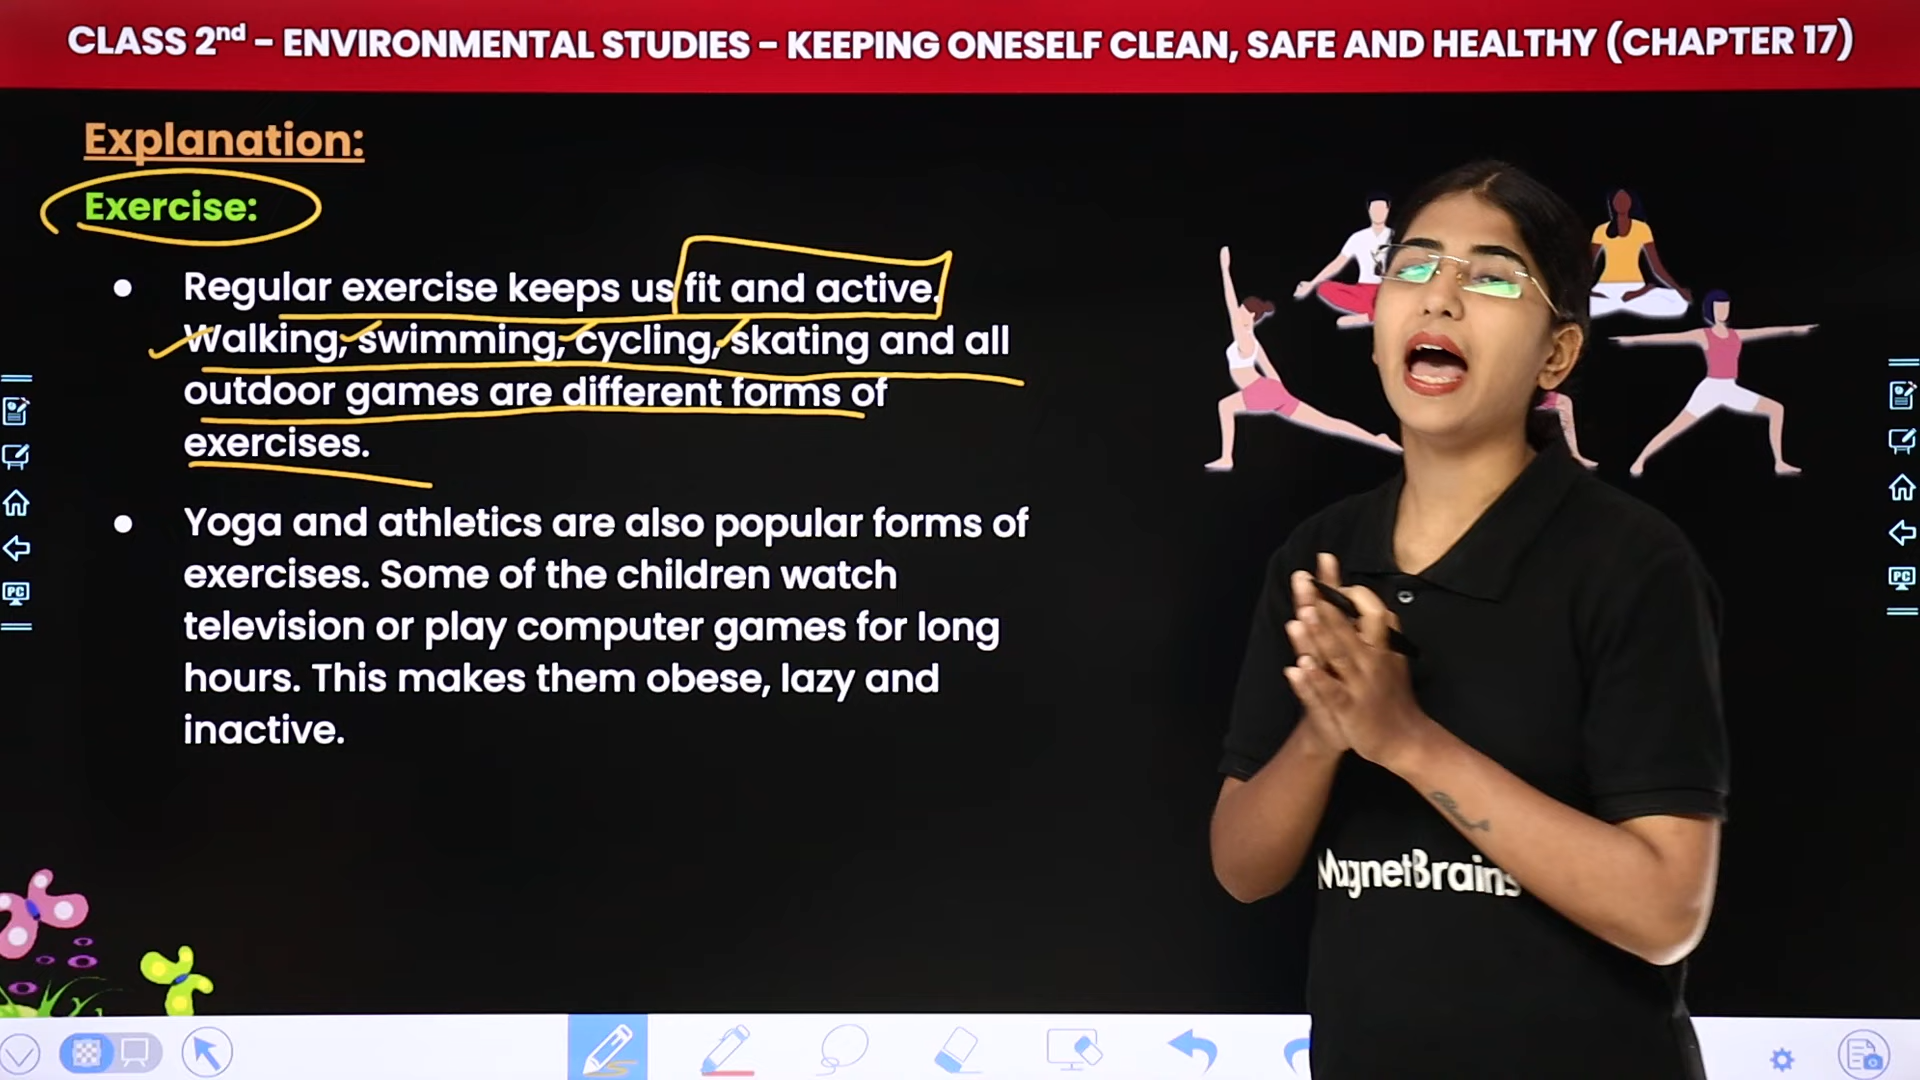 CLASS 2nd – ENVIRONMENTAL STUDIES – KEEPING ONESELF CLEAN, SAFE AND HEALTHY (CHAPTER 17)
Explanation:
Exercise:
● Regular exercise keeps us fit and active.
Walking, swimming, cycling, skating and all
outdoor games are different forms of
exercises.
● Yoga and athletics are also popular forms of
exercises. Some of the children watch
television or play computer games for long
hours. This makes them obese, lazy and
inactive.
PC
PC
MagnetBrains